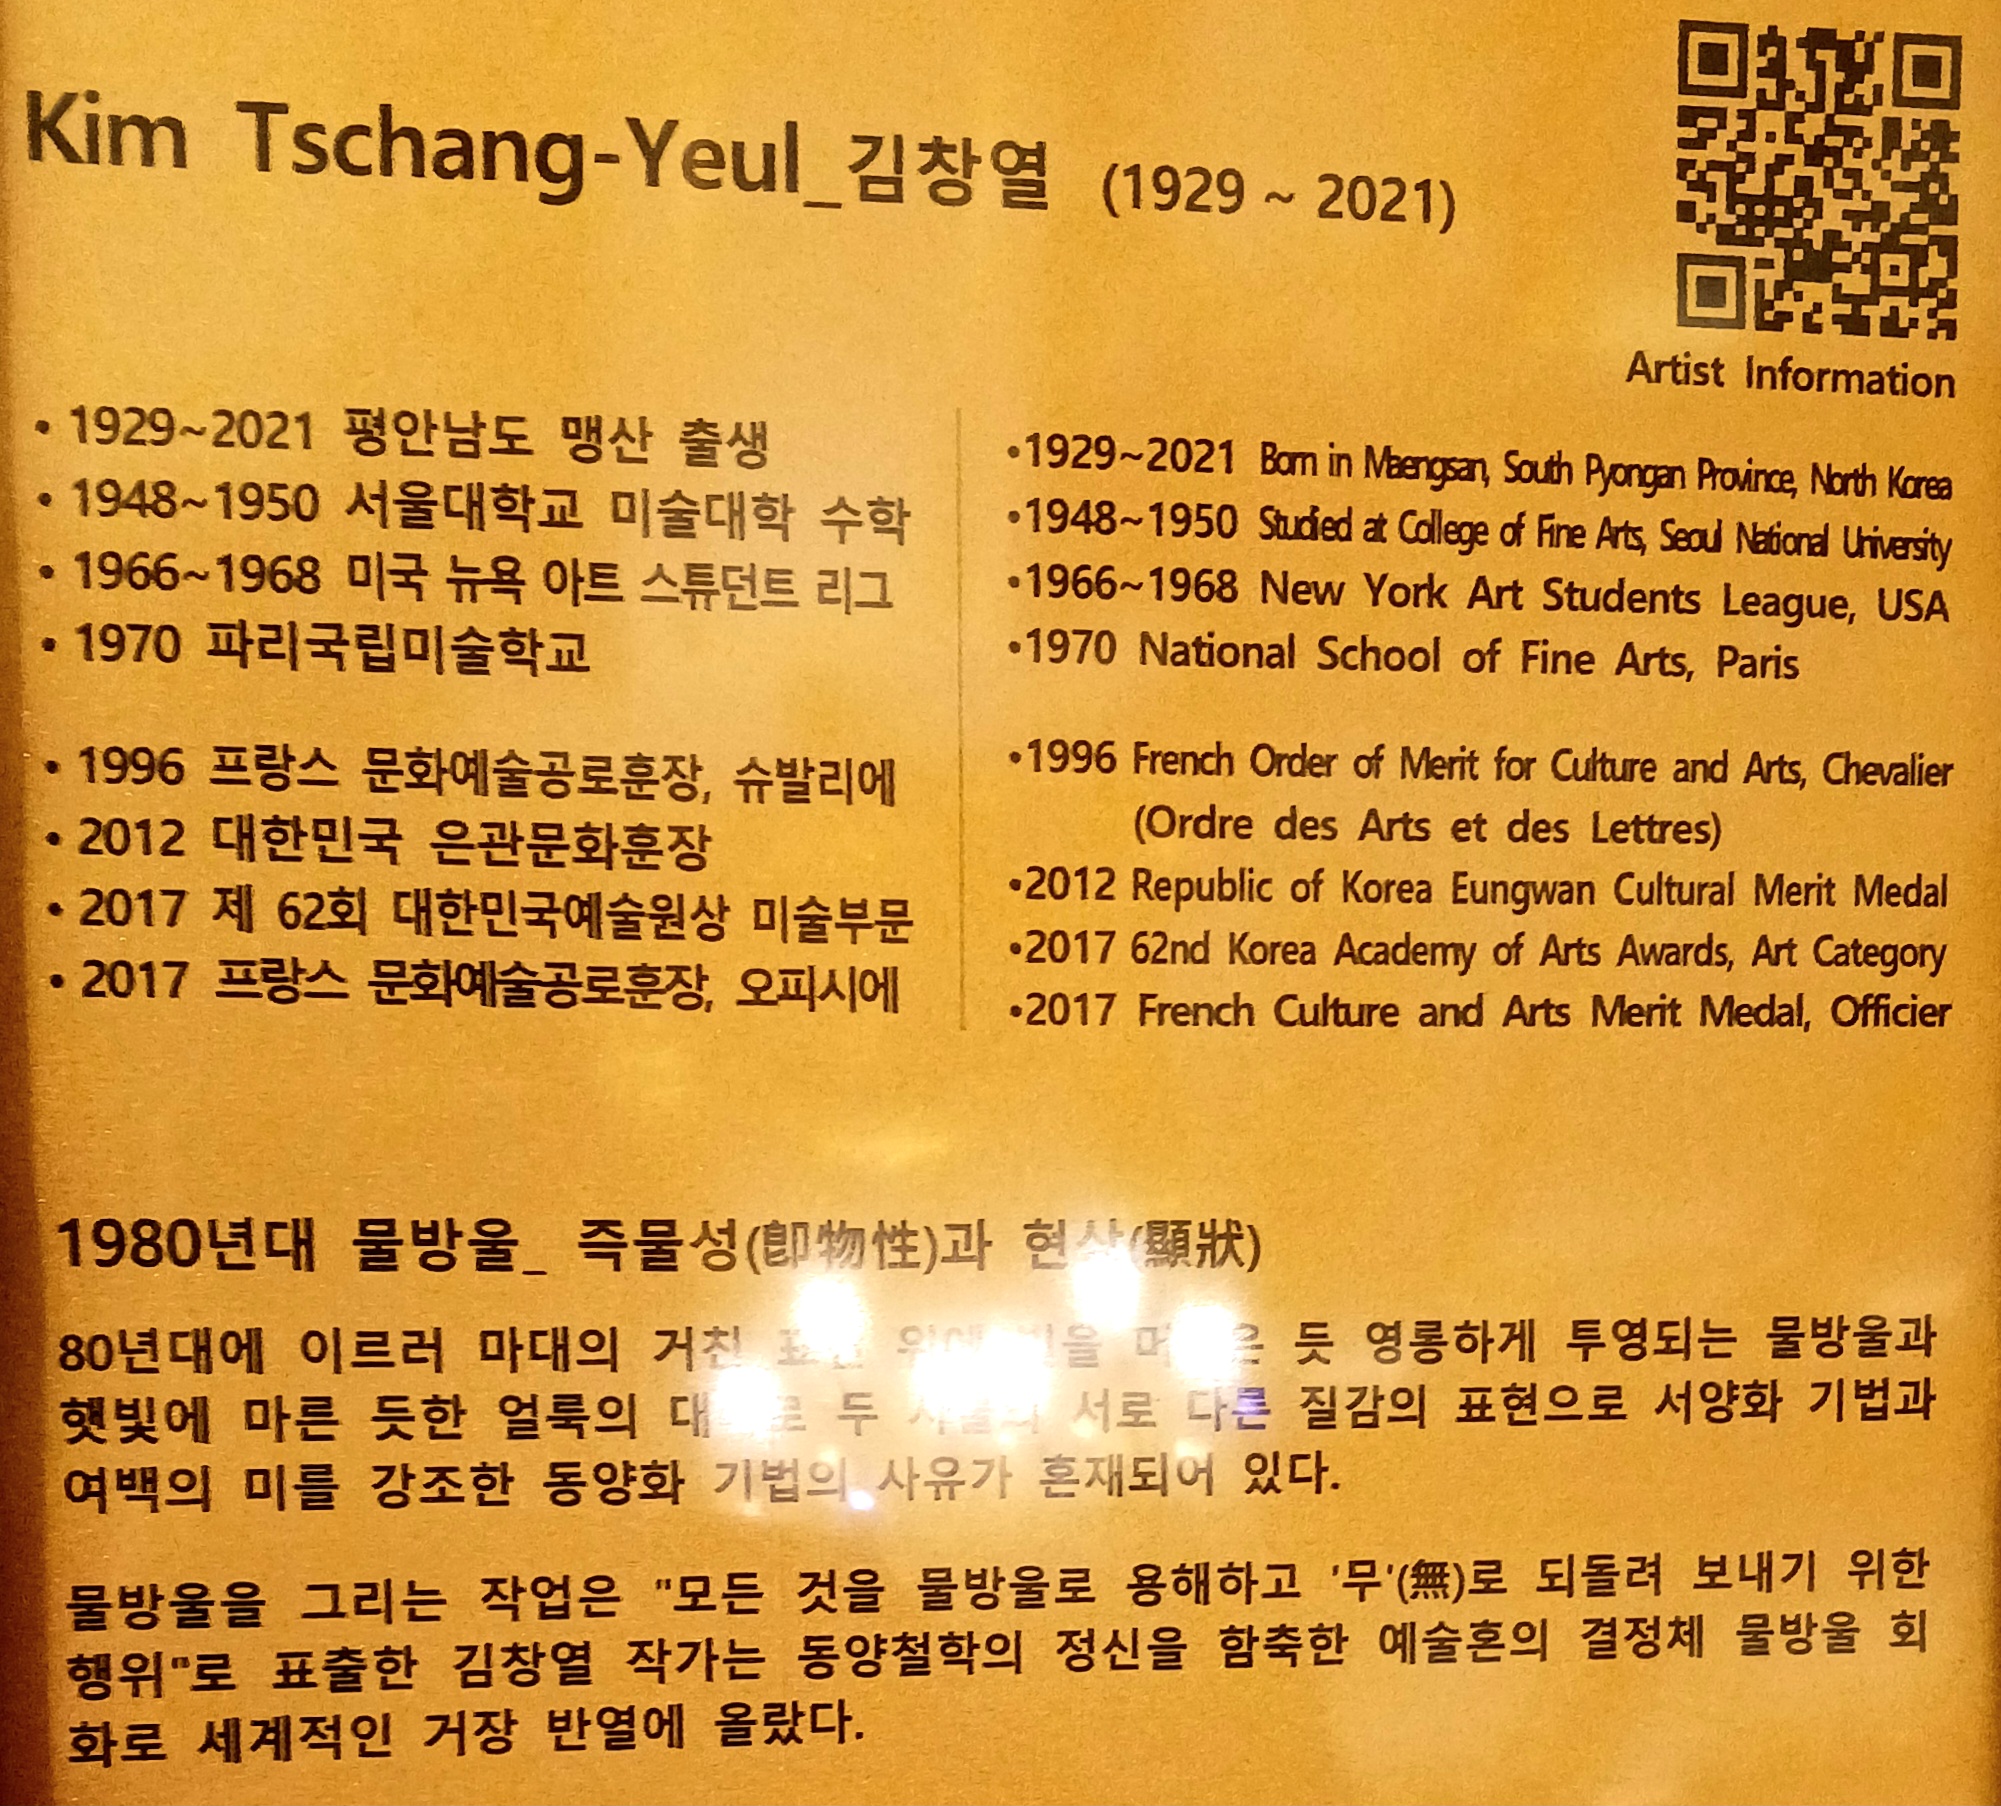 Kim Tschang-Yeul_김창열 (1929 ~ 2021)
Artist Information
• 1929~2021 평안남도 맹산 출생
• 1948~1950 서울대학교 미술대학 수학
• 1966~1968 미국 뉴욕 아트 스튜던트 리그
• 1970 파리국립미술학교
• 1996 프랑스 문화예술공로훈장, 슈발리에
• 2012 대한민국 은관문화훈장
• 2017 제 62회 대한민국예술원상 미술부문
• 2017 프랑스 문화예술공로훈장, 오피시에
•1929~2021 Born in Maengsan, South Pyongan Province, North Korea
•1948~1950 Studied at College of Fine Arts, Seoul National University
•1966~1968 New York Art Students League, USA
•1970 National School of Fine Arts, Paris
•1996 French Order of Merit for Culture and Arts, Chevalier
(Ordre des Arts et des Lettres)
•2012 Republic of Korea Eungwan Cultural Merit Medal
•2017 62nd Korea Academy of Arts Awards, Art Category
•2017 French Culture and Arts Merit Medal, Officier
1980년대 물방울_ 즉물성(卽物性)과 현상(顯狀)
80년대에 이르러 마대의 거친 듯 영롱하게 투영되는 물방울과
햇빛에 마른 듯한 얼룩의 두 서로 다른 질감의 표현으로 서양화 기법과
여백의 미를 강조한 동양화 기법의 사유가 혼재되어 있다.
물방울을 그리는 작업은 "모든 것을 물방울로 용해하고 '무'(無)로 되돌려 보내기 위한
행위"로 표출한 김창열 작가는 동양철학의 정신을 함축한 예술혼의 결정체 물방울 회
화로 세계적인 거장 반열에 올랐다.